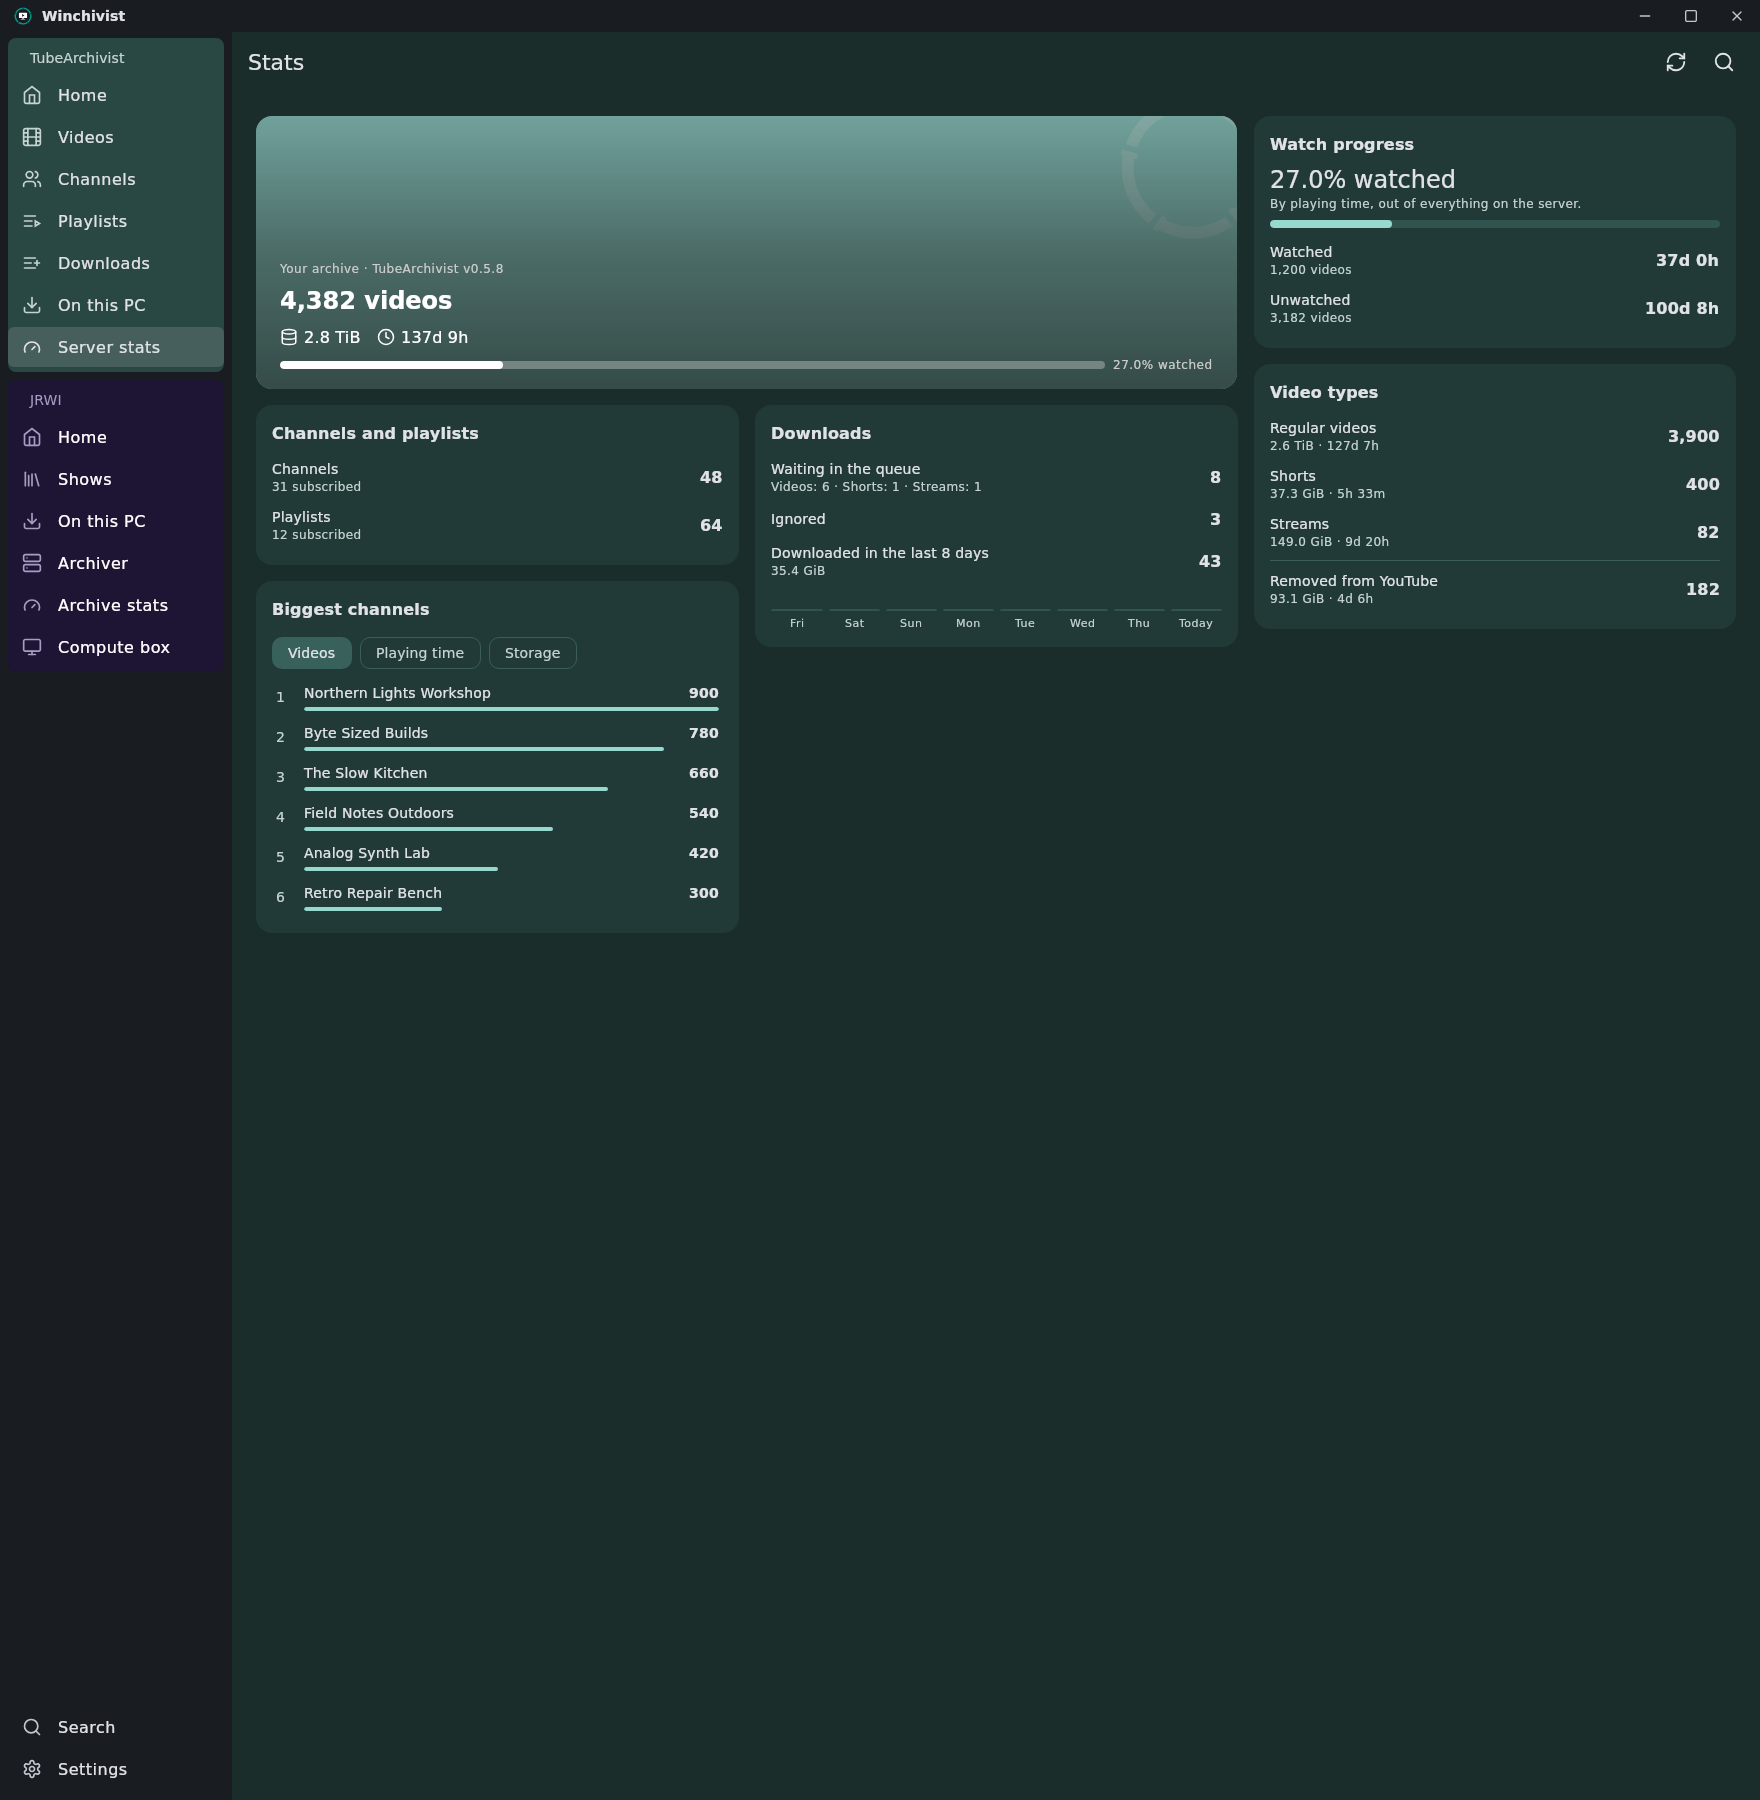 Winchivist
TubeArchivist
Home
Videos
Channels
Playlists
Downloads
On this PC
Server stats
JRWI
Home
Shows
On this PC
Archiver
Archive stats
Compute box
Search
Settings
Stats
Your archive · TubeArchivist v0.5.8
4,382 videos
2.8 TiB 137d 9h
27.0% watched
Channels and playlists
Channels 48
31 subscribed
Playlists 64
12 subscribed
Biggest channels
Videos Playing time Storage
1 Northern Lights Workshop 900
2 Byte Sized Builds 780
3 The Slow Kitchen 660
4 Field Notes Outdoors 540
5 Analog Synth Lab 420
6 Retro Repair Bench 300
Downloads
Waiting in the queue 8
Videos: 6 · Shorts: 1 · Streams: 1
Ignored 3
Downloaded in the last 8 days 43
35.4 GiB
Fri Sat Sun Mon Tue Wed Thu Today
Watch progress
27.0% watched
By playing time, out of everything on the server.
Watched 37d 0h
1,200 videos
Unwatched 100d 8h
3,182 videos
Video types
Regular videos 3,900
2.6 TiB · 127d 7h
Shorts 400
37.3 GiB · 5h 33m
Streams 82
149.0 GiB · 9d 20h
Removed from YouTube 182
93.1 GiB · 4d 6h